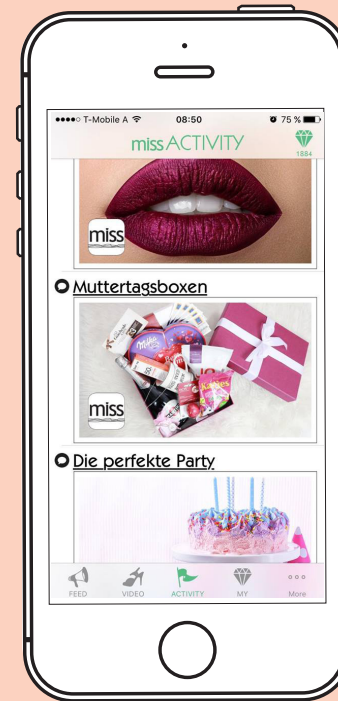 T-Mobile A 08:50 75 %
miss ACTIVITY
1884
miss
Muttertagsboxen
Milka
Katjes
miss
Die perfekte Party
FEED VIDEO ACTIVITY MY More